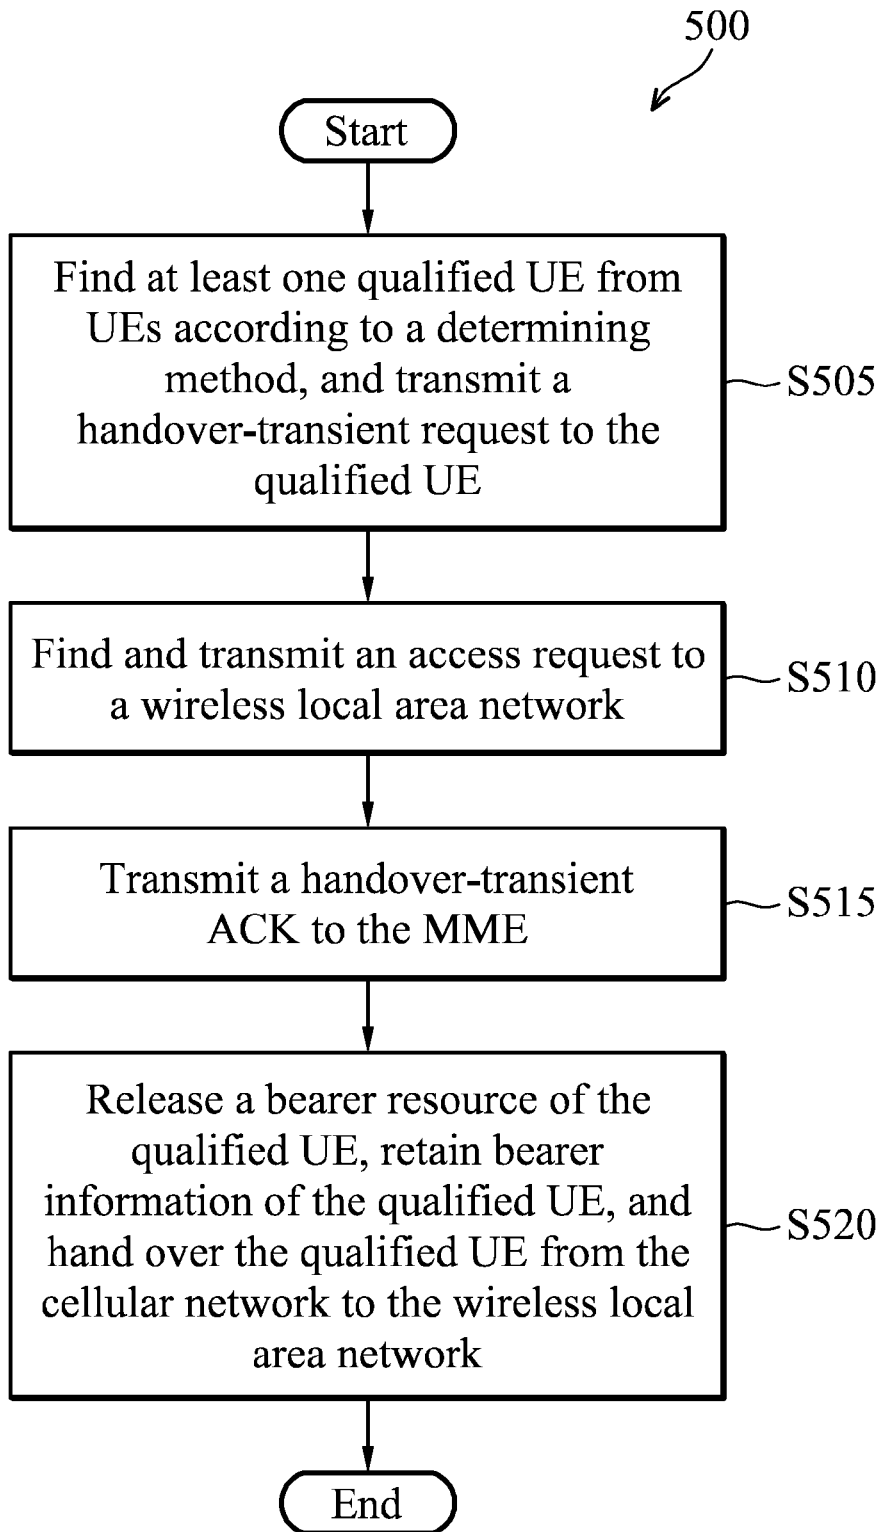 500
Start
Find at least one qualified UE from
UEs according to a determining
method, and transmit a
handover-transient request to the
qualified UE
S505
Find and transmit an access request to
a wireless local area network
S510
Transmit a handover-transient
ACK to the MME
S515
Release a bearer resource of the
qualified UE, retain bearer
information of the qualified UE, and
hand over the qualified UE from the
cellular network to the wireless local
area network
S520
End